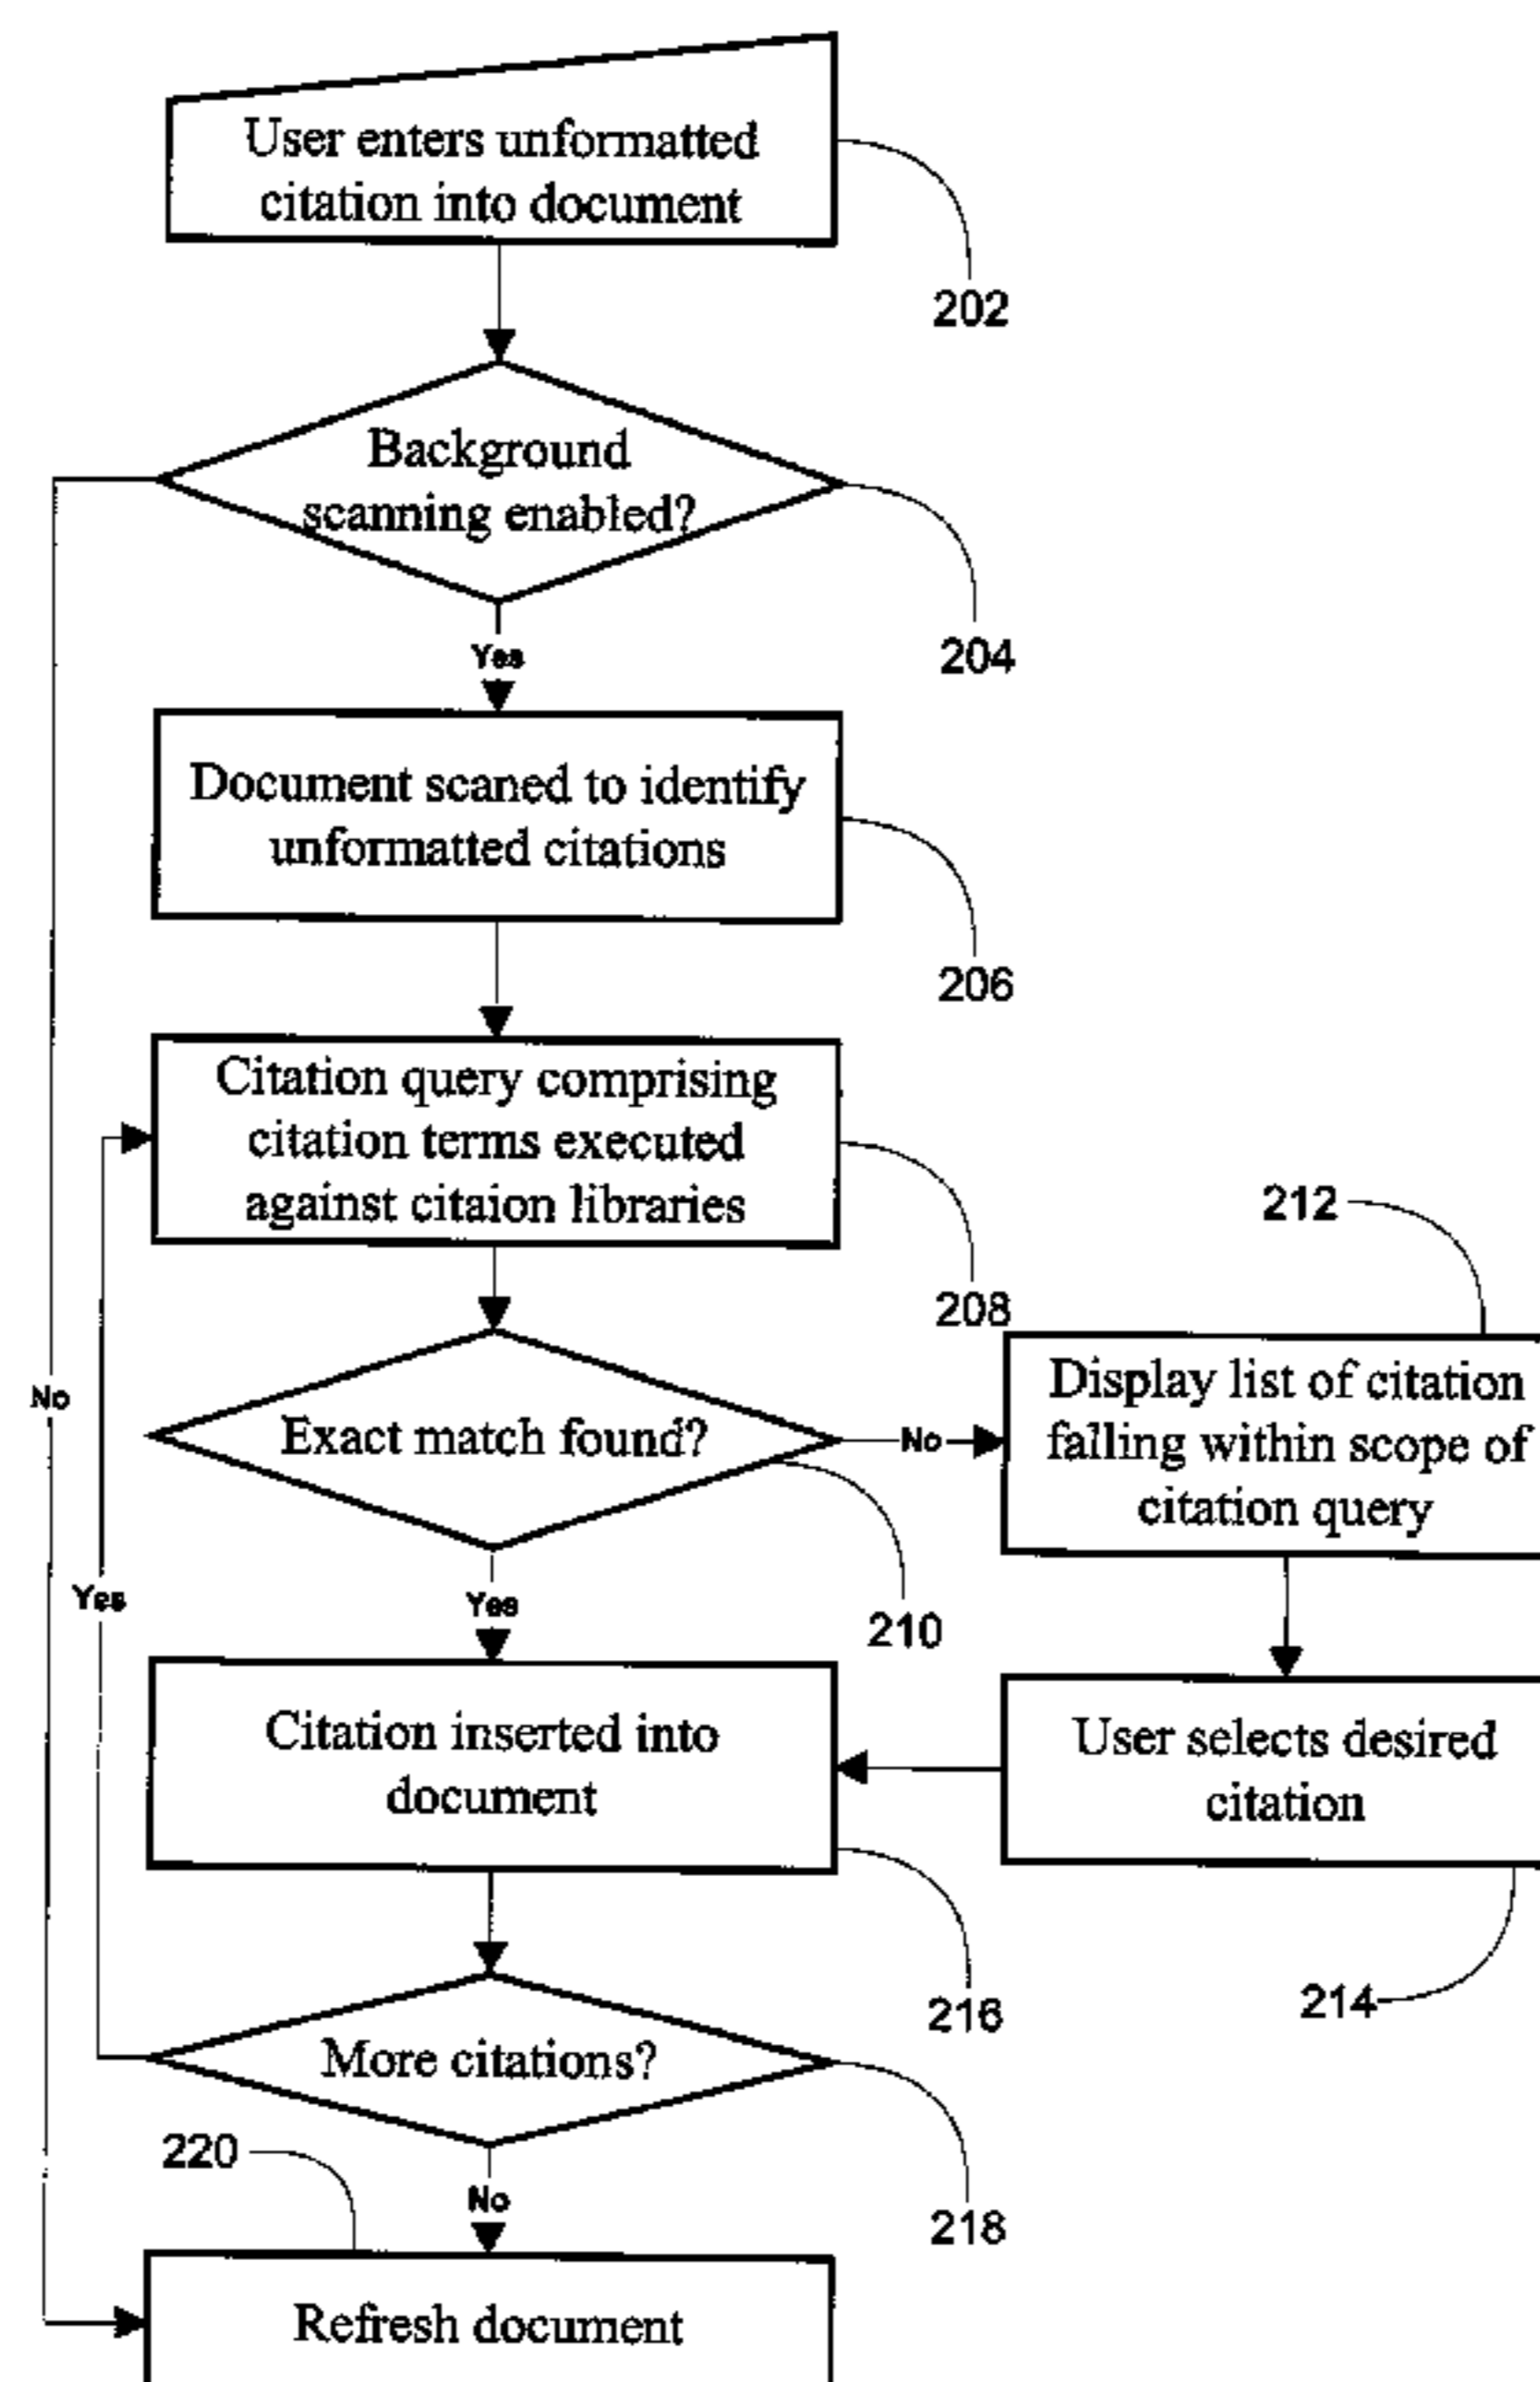 User enters unformatted
citation into document
202
Background
scanning enabled?
204
Yes
Document scaned to identify
unformatted citations
206
Citation query comprising
citation terms executed
against citaion libraries
208
212
Display list of citation
falling within scope of
citation query
No
Exact match found?
No
210
Yes
Yes
Citation inserted into
document
User selects desired
citation
216
214
More citations?
218
220
No
Refresh document